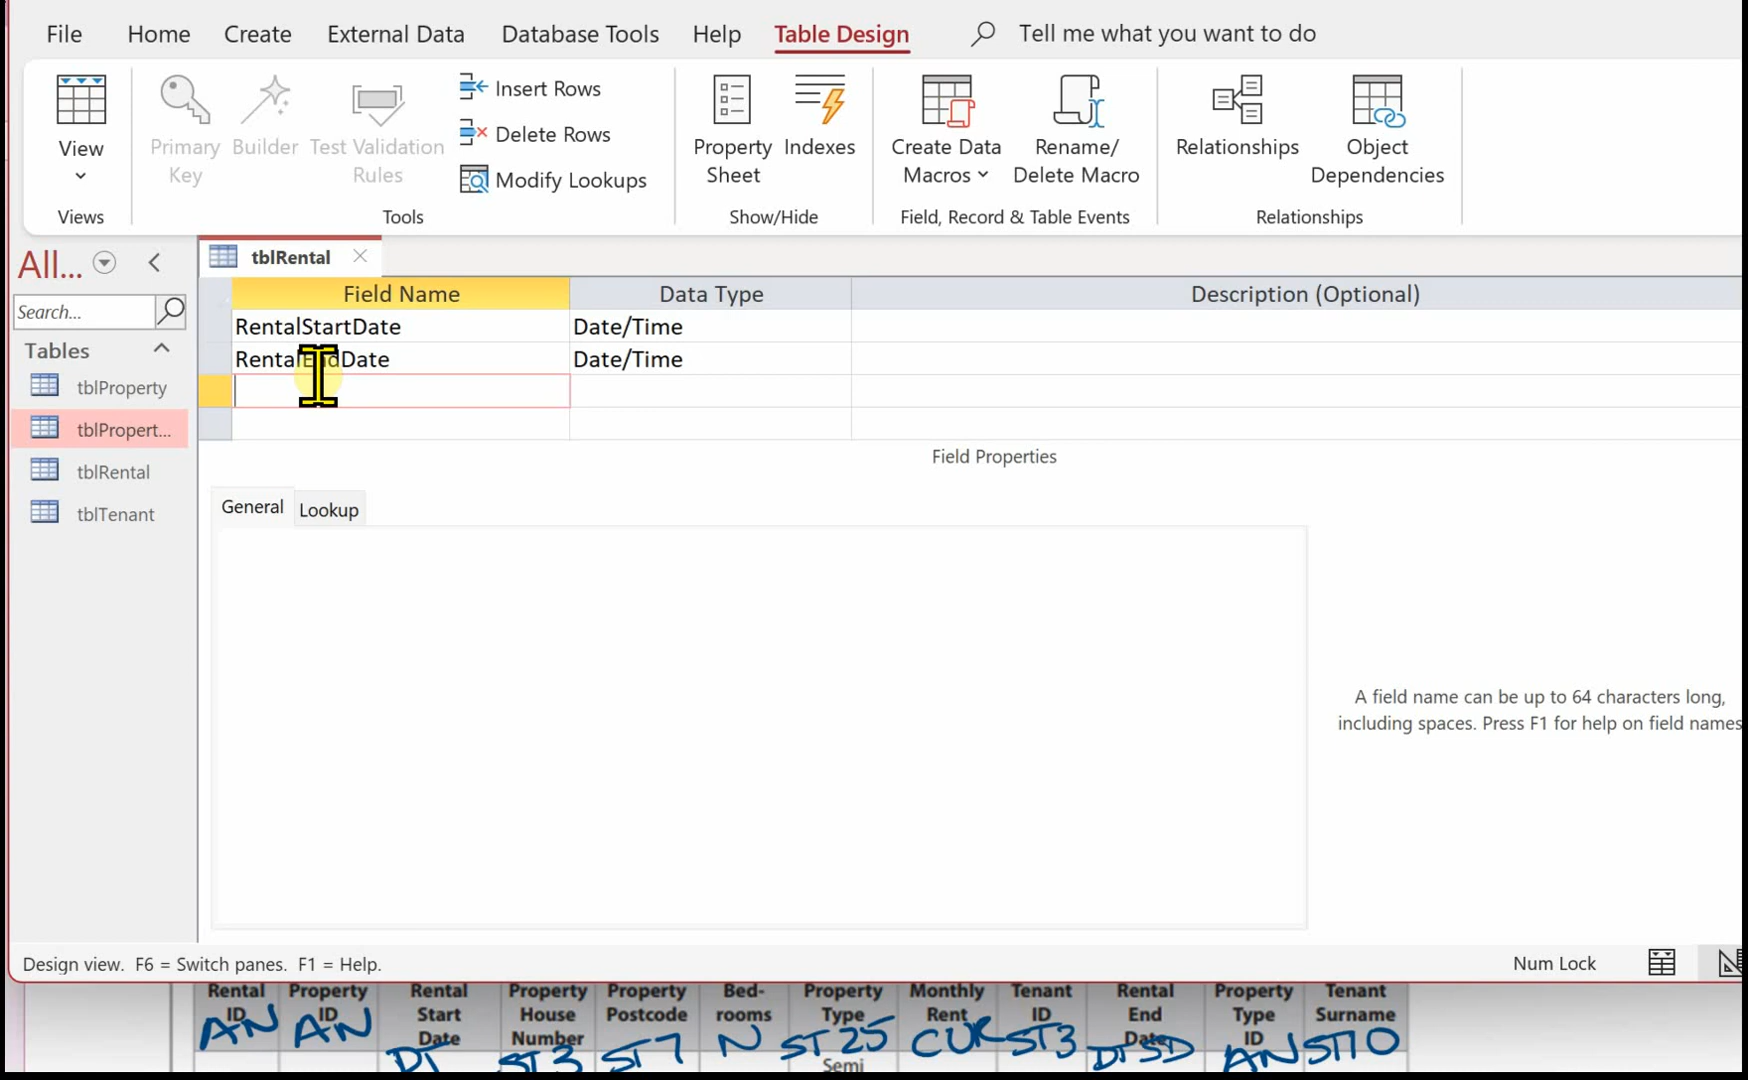 File Home Create External Data Database Tools Help Table Design Tell me what you want to do
View
Views
Primary
Key
Builder
Test Validation
Rules
Insert Rows
Delete Rows
Modify Lookups
Tools
Property
Sheet
Indexes
Show/Hide
Create Data
Macros
Rename/
Delete Macro
Field, Record & Table Events
Relationships
Object
Dependencies
Relationships
All...
Search...
Tables
tblProperty
tblPropert...
tblRental
tblTenant
tblRental
Field Name Data Type Description (Optional)
RentalStartDate Date/Time
RentalEndDate Date/Time
Field Properties
General Lookup
A field name can be up to 64 characters long,
including spaces. Press F1 for help on field names
Design view. F6 = Switch panes. F1 = Help.
Num Lock
Rental
ID
Property
ID
Rental
Start
Date
Property
House
Number
Property
Postcode
Bed-
rooms
Property
Type
Monthly
Rent
Tenant
ID
Rental
End
Date
Property
Type
ID
Tenant
Surname
AN AN DT ST3 ST7 N ST25 CUR ST3 DTSD AN ST10
Semi